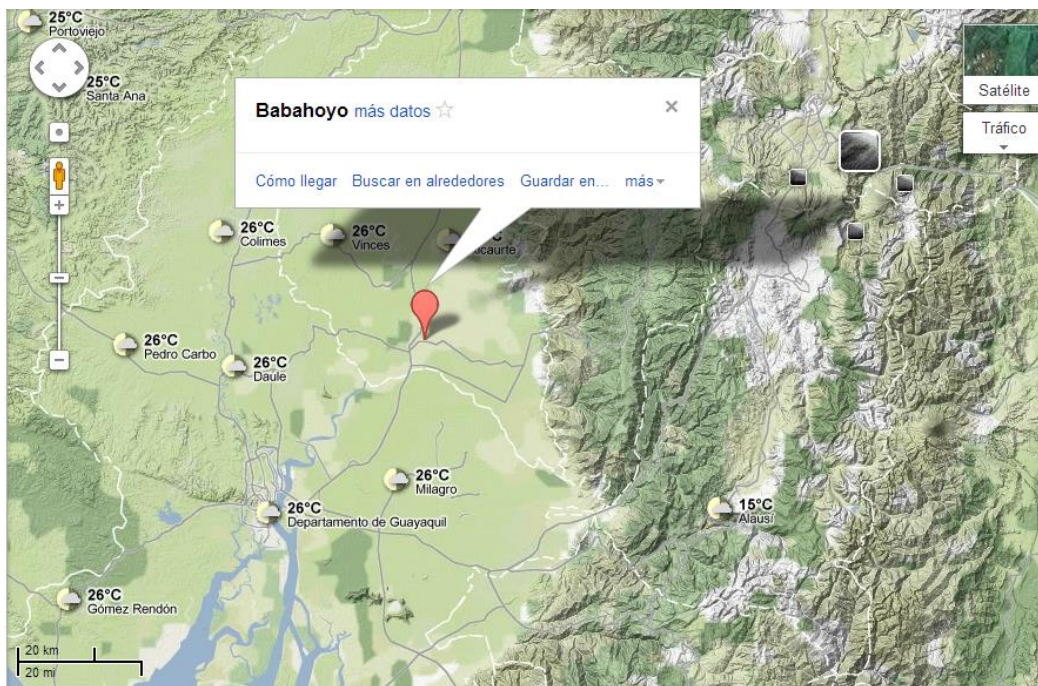 25°C
Portoviejo
25°C
Santa Ana
Babahoyo más datos
Satélite
Tráfico
Cómo llegar Buscar en alrededores Guardar en... más
26°C
Colimes
26°C
Vinces
26°C
Pedro Carbo
26°C
Daule
26°C
Milagro
26°C
Departamento de Guayaquil
15°C
Alausí
26°C
Gómez Rendón
20 km
20 mi